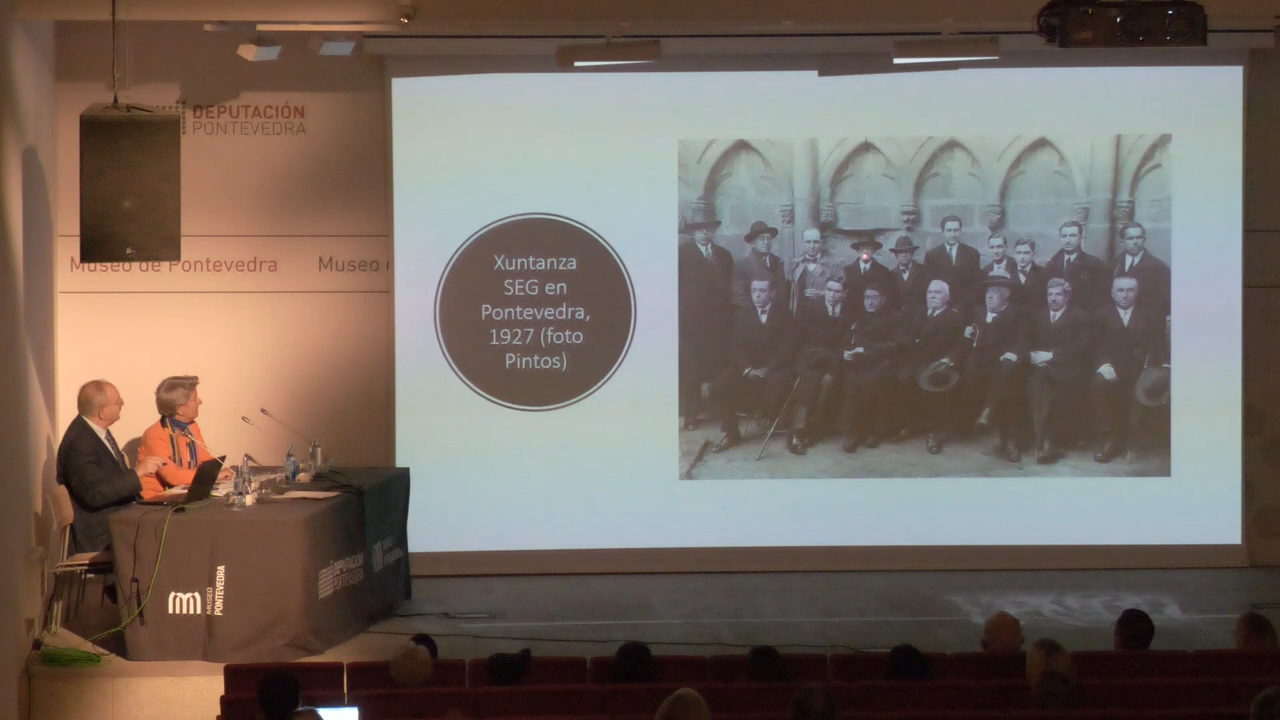 DEPUTACIÓN
PONTEVEDRA
Museo de Pontevedra
Museo
Xuntanza
SEG en
Pontevedra,
1927 (foto
Pintos)
MUSEO
PONTEVEDRA
DEPUTACIÓN
PONTEVEDRA